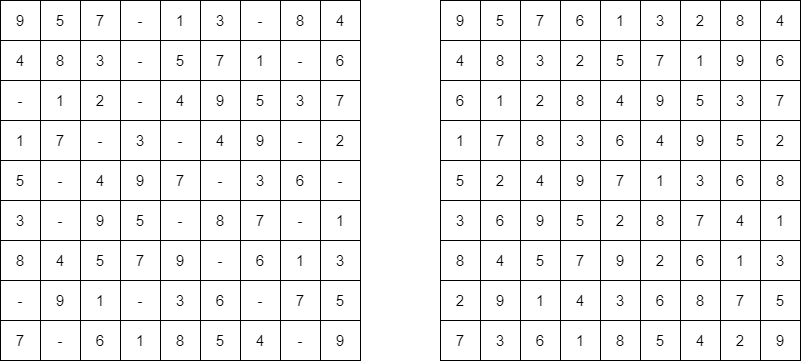 9 5 7 - 1 3 - 8 4 9 5 7 6 1 3 2 8 4
4 8 3 - 5 7 1 - 6 4 8 3 2 5 7 1 9 6
- 1 2 - 4 9 5 3 7 6 1 2 8 4 9 5 3 7
1 7 - 3 - 4 9 - 2 1 7 8 3 6 4 9 5 2
5 - 4 9 7 - 3 6 - 5 2 4 9 7 1 3 6 8
3 - 9 5 - 8 7 - 1 3 6 9 5 2 8 7 4 1
8 4 5 7 9 - 6 1 3 8 4 5 7 9 2 6 1 3
- 9 1 - 3 6 - 7 5 2 9 1 4 3 6 8 7 5
7 - 6 1 8 5 4 - 9 7 3 6 1 8 5 4 2 9